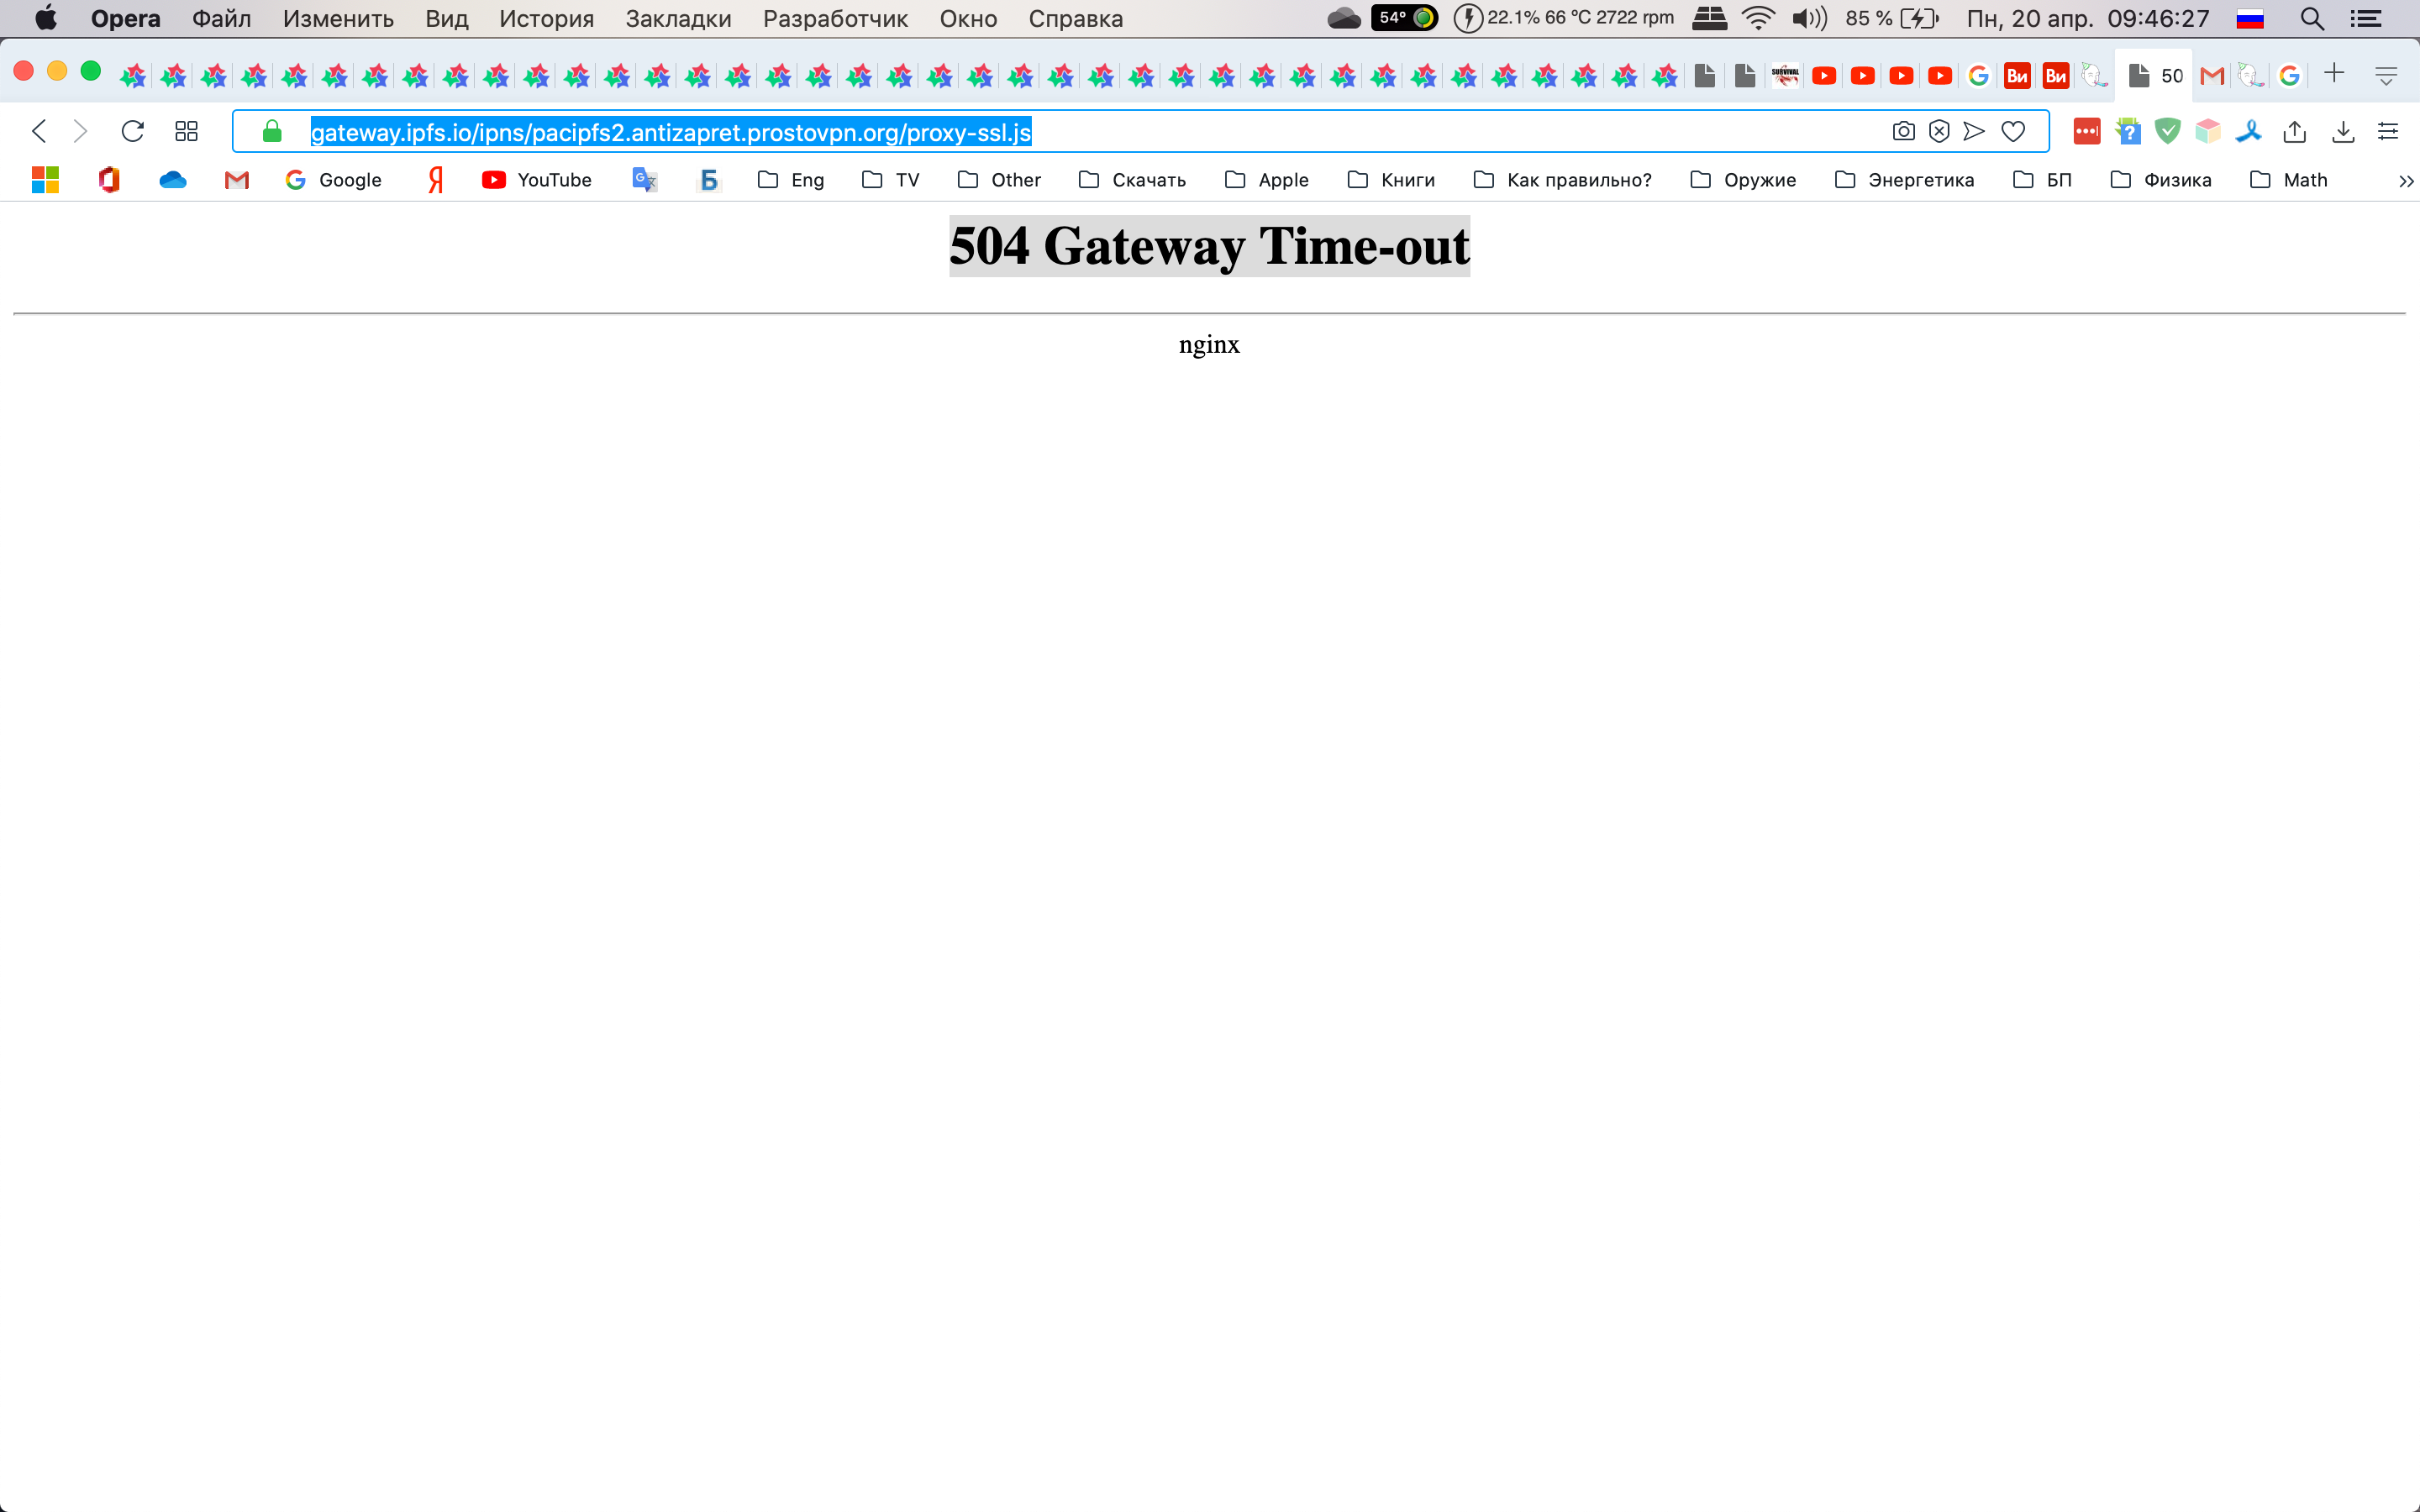 Opera Файл Изменить Вид История Закладки Разработчик Окно Справка 54° 22.1% 66 °C 2722 rpm 85 % Пн, 20 апр. 09:46:27
SURVIVAL Ви Ви 50
gateway.ipfs.io/ipns/pacipfs2.antizapret.prostovpn.org/proxy-ssl.js
Google Я YouTube Б Eng TV Other Скачать Apple Книги Как правильно? Оружие Энергетика БП Физика Math
504 Gateway Time-out
nginx